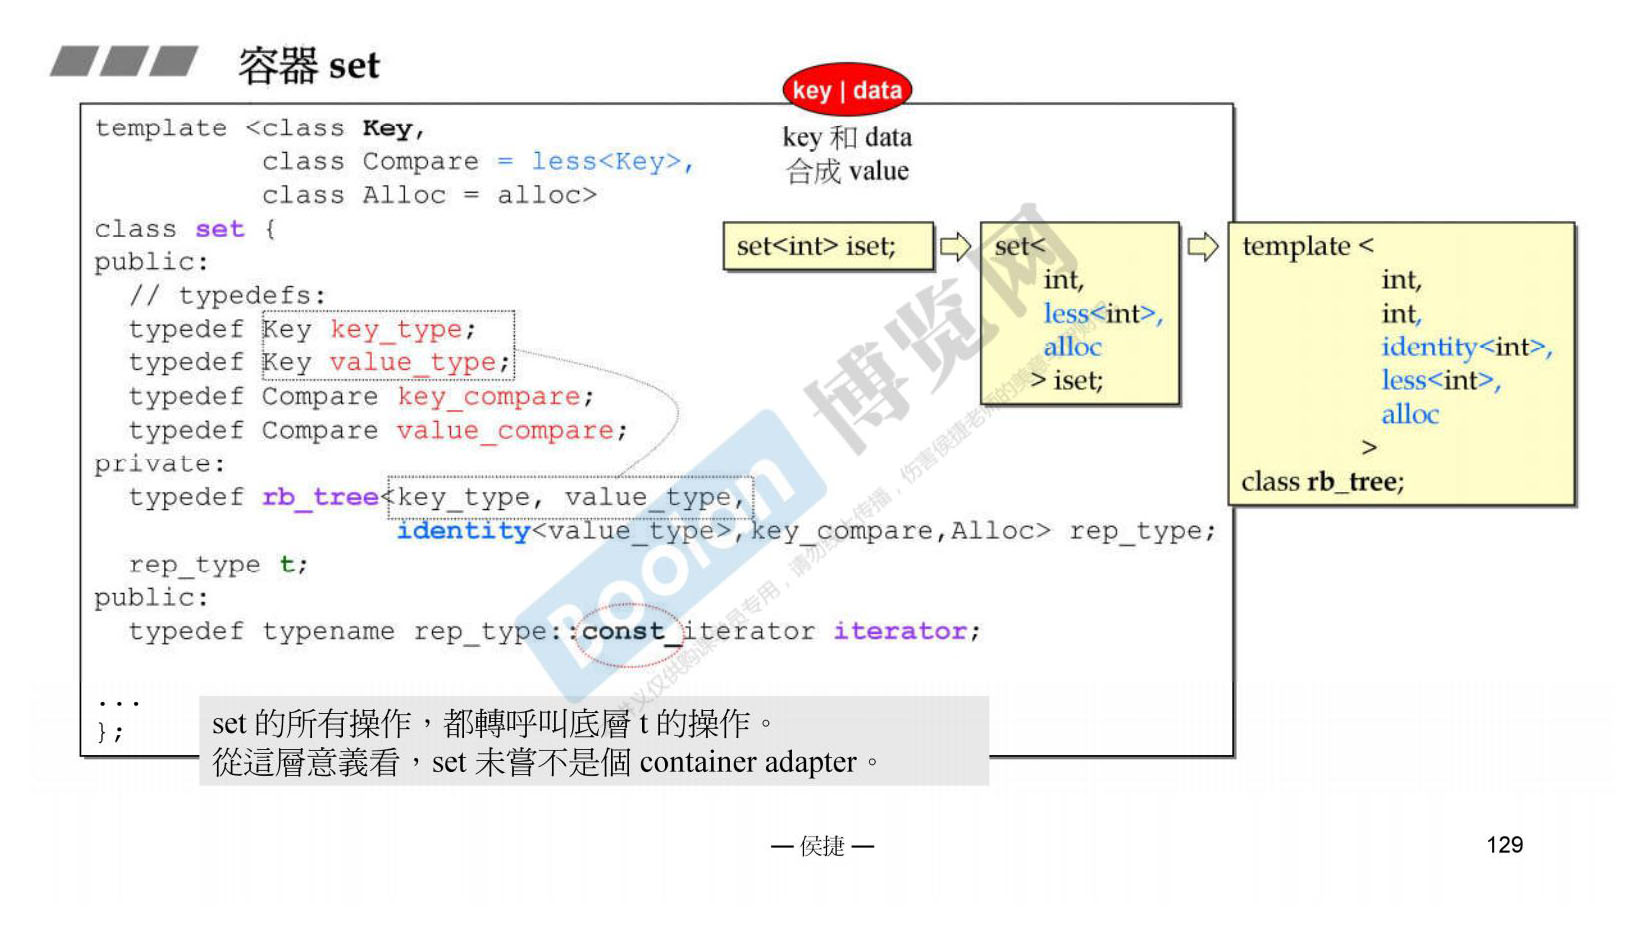 容器 set
key | data
key 和 data
合成 value
template <class Key,
class Compare = less<Key>,
class Alloc = alloc>
class set {
public:
// typedefs:
typedef Key key_type;
typedef Key value_type;
typedef Compare key_compare;
typedef Compare value_compare;
private:
typedef rb_tree<key_type, value_type,
identity<value_type>,key_compare,Alloc> rep_type;
rep_type t;
public:
typedef typename rep_type::const_iterator iterator;
...
};
set<int> iset;
set<
int,
less<int>,
alloc
> iset;
template <
int,
int,
identity<int>,
less<int>,
alloc
>
class rb_tree;
set 的所有操作，都轉呼叫底層 t 的操作。
從這層意義看，set 未嘗不是個 container adapter。
Boolan 博览网
— 侯捷 —
129